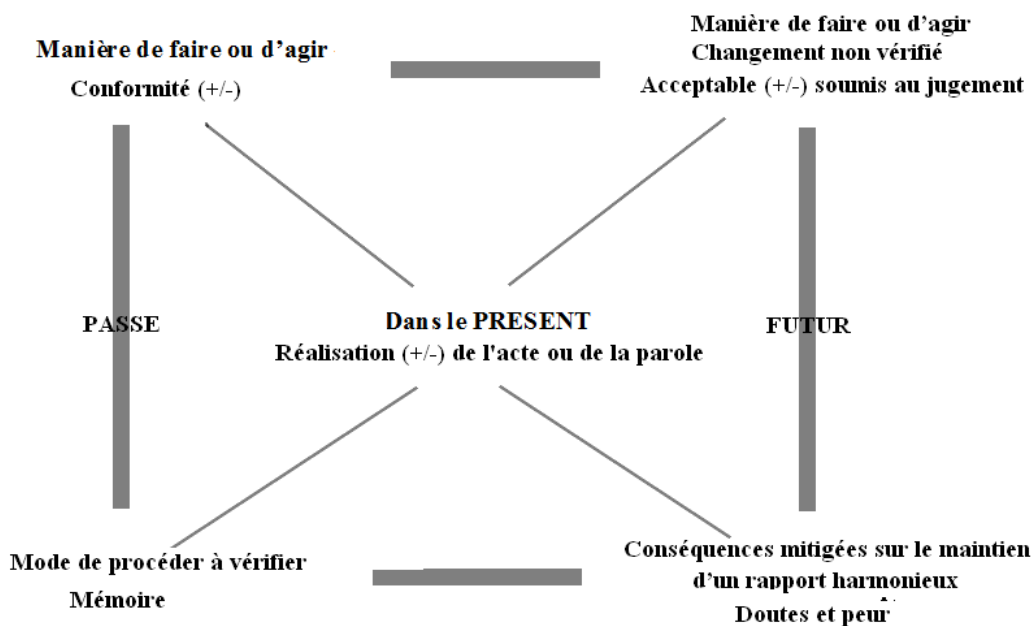 Manière de faire ou d'agir
Conformité (+/-)
Manière de faire ou d'agir
Changement non vérifié
Acceptable (+/-) soumis au jugement
PASSE
Dans le PRESENT
Réalisation (+/-) de l'acte ou de la parole
FUTUR
Mode de procéder à vérifier
Mémoire
Conséquences mitigées sur le maintien
d'un rapport harmonieux
Doutes et peur